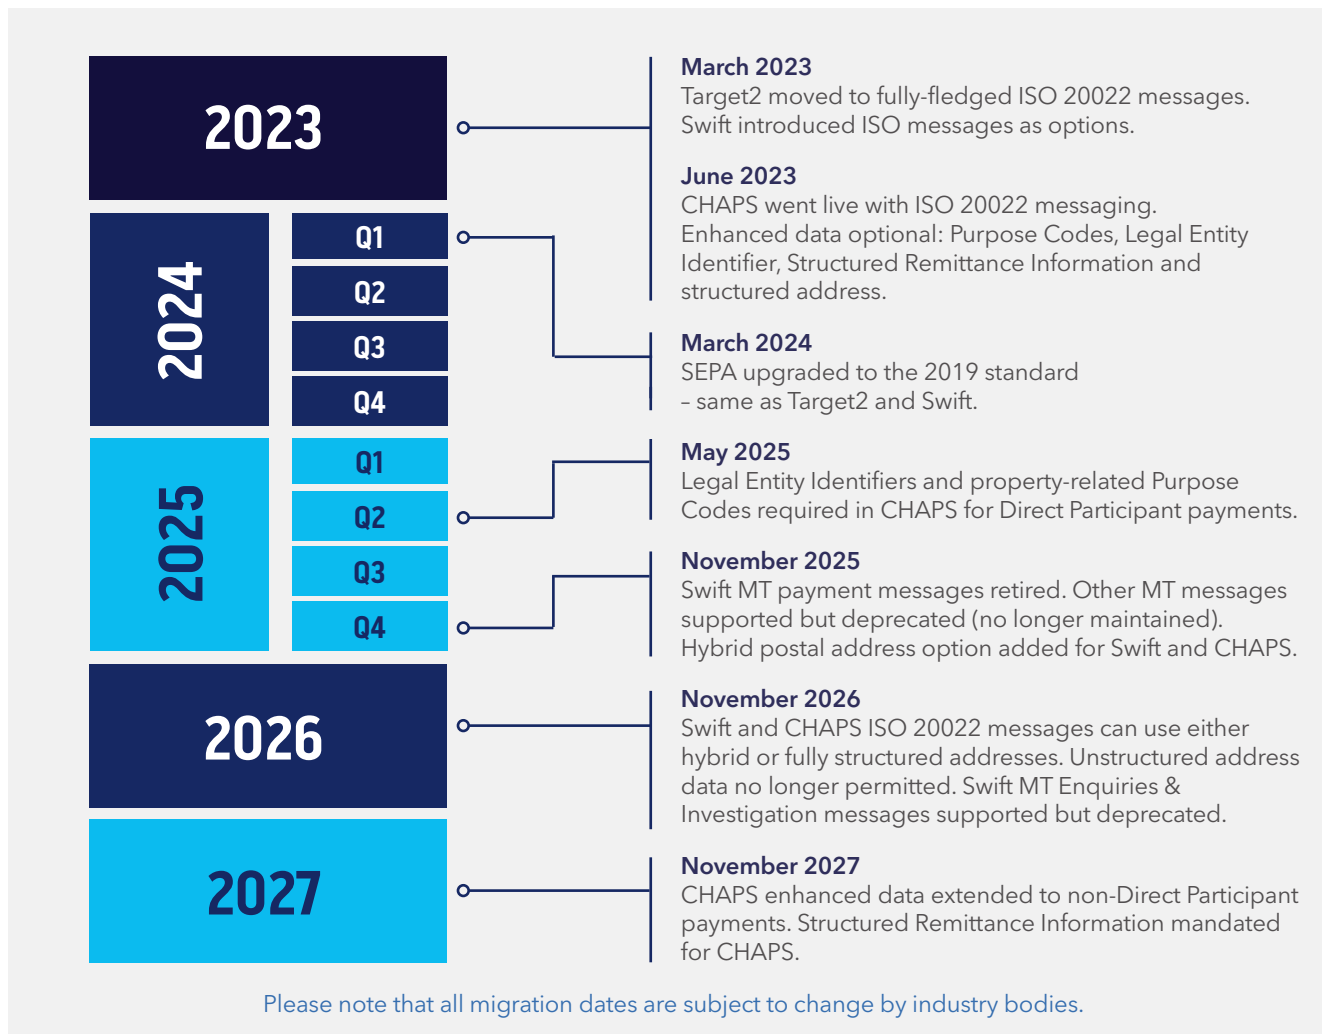 2023
March 2023
Target2 moved to fully-fledged ISO 20022 messages.
Swift introduced ISO messages as options.
June 2023
CHAPS went live with ISO 20022 messaging.
Enhanced data optional: Purpose Codes, Legal Entity
Identifier, Structured Remittance Information and
structured address.
2024
Q1
Q2
Q3
Q4
March 2024
SEPA upgraded to the 2019 standard
– same as Target2 and Swift.
2025
Q1
Q2
Q3
Q4
May 2025
Legal Entity Identifiers and property-related Purpose
Codes required in CHAPS for Direct Participant payments.
November 2025
Swift MT payment messages retired. Other MT messages
supported but deprecated (no longer maintained).
Hybrid postal address option added for Swift and CHAPS.
2026
November 2026
Swift and CHAPS ISO 20022 messages can use either
hybrid or fully structured addresses. Unstructured address
data no longer permitted. Swift MT Enquiries &
Investigation messages supported but deprecated.
2027
November 2027
CHAPS enhanced data extended to non-Direct Participant
payments. Structured Remittance Information mandated
for CHAPS.
Please note that all migration dates are subject to change by industry bodies.